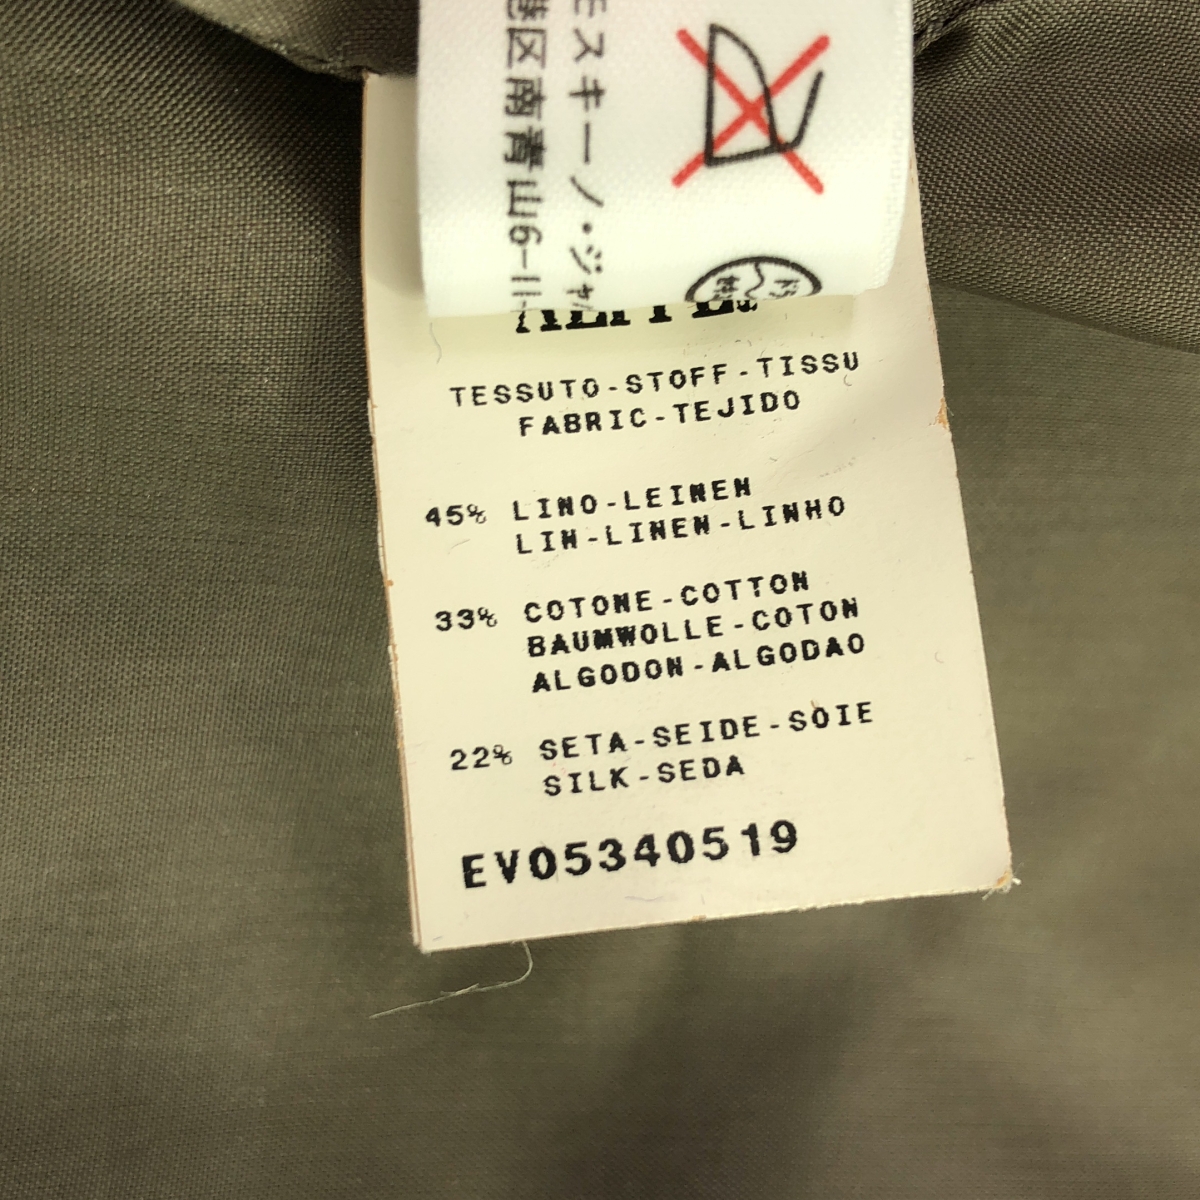 モスキーノ・ジャ
港区南青山6-11-
ドラ
TESSUTO-STOFF-TISSU
FABRIC-TEJIDO
45% LINO-LEINEN
LIN-LINEN-LINHO
33% COTONE-COTTON
BAUMWOLLE-COTON
ALGODON-ALGODAO
22% SETA-SEIDE-SOIE
SILK-SEDA
EV05340519